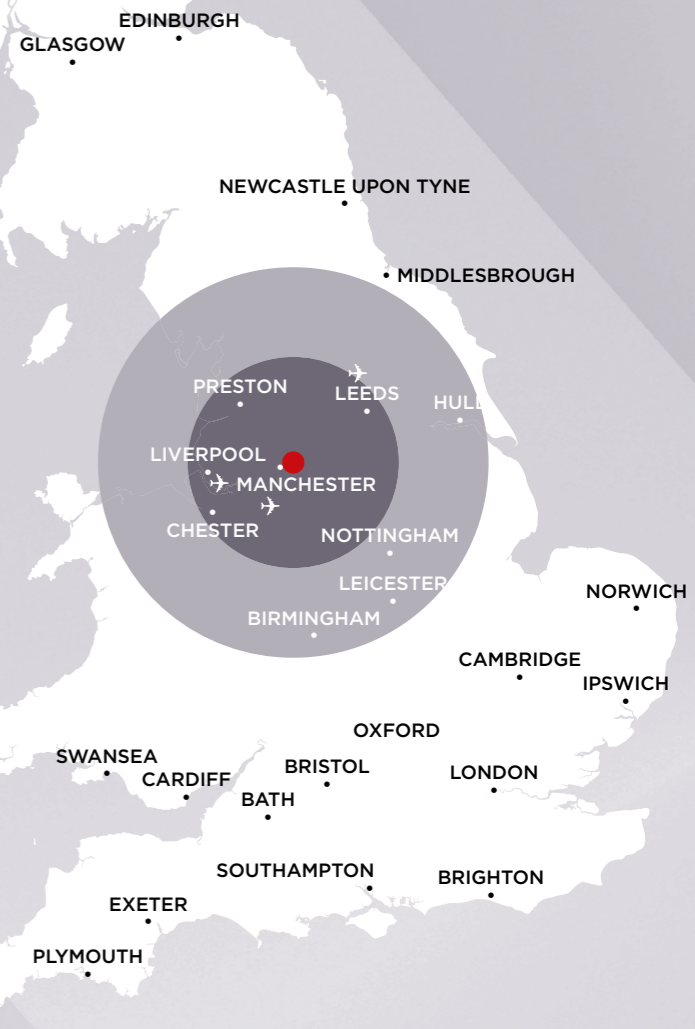 EDINBURGH
GLASGOW
NEWCASTLE UPON TYNE
MIDDLESBROUGH
PRESTON
LEEDS
HULL
LIVERPOOL
MANCHESTER
CHESTER
NOTTINGHAM
LEICESTER
NORWICH
BIRMINGHAM
CAMBRIDGE
IPSWICH
OXFORD
SWANSEA
BRISTOL
LONDON
CARDIFF
BATH
SOUTHAMPTON
BRIGHTON
EXETER
PLYMOUTH